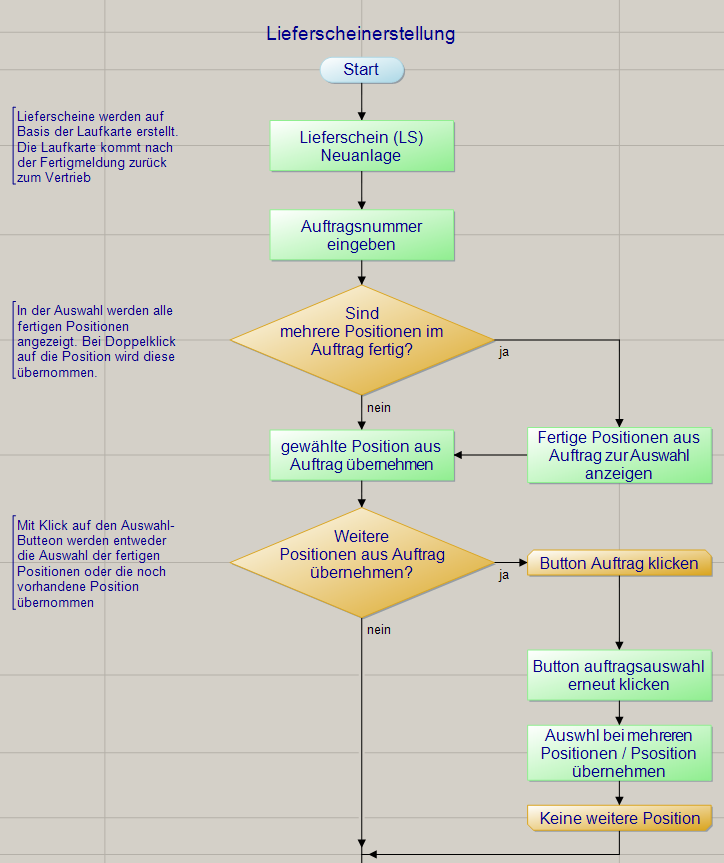 Lieferscheinerstellung
Start
Lieferscheine werden auf
Basis der Laufkarte erstellt.
Die Laufkarte kommt nach
der Fertigmeldung zurück
zum Vertrieb
Lieferschein (LS)
Neuanlage
Auftragsnummer
eingeben
In der Auswahl werden alle
fertigen Positionen
angezeigt. Bei Doppelklick
auf die Position wird diese
übernommen.
Sind
mehrere Positionen im
Auftrag fertig?
ja
nein
gewählte Position aus
Auftrag übernehmen
Fertige Positionen aus
Auftrag zur Auswahl
anzeigen
Mit Klick auf den Auswahl-
Butteon werden entweder
die Auswahl der fertigen
Positionen oder die noch
vorhandene Position
übernommen
Weitere
Positionen aus Auftrag
übernehmen?
ja
nein
Button Auftrag klicken
Button auftragsauswahl
erneut klicken
Auswhl bei mehreren
Positionen / Psosition
übernehmen
Keine weitere Position